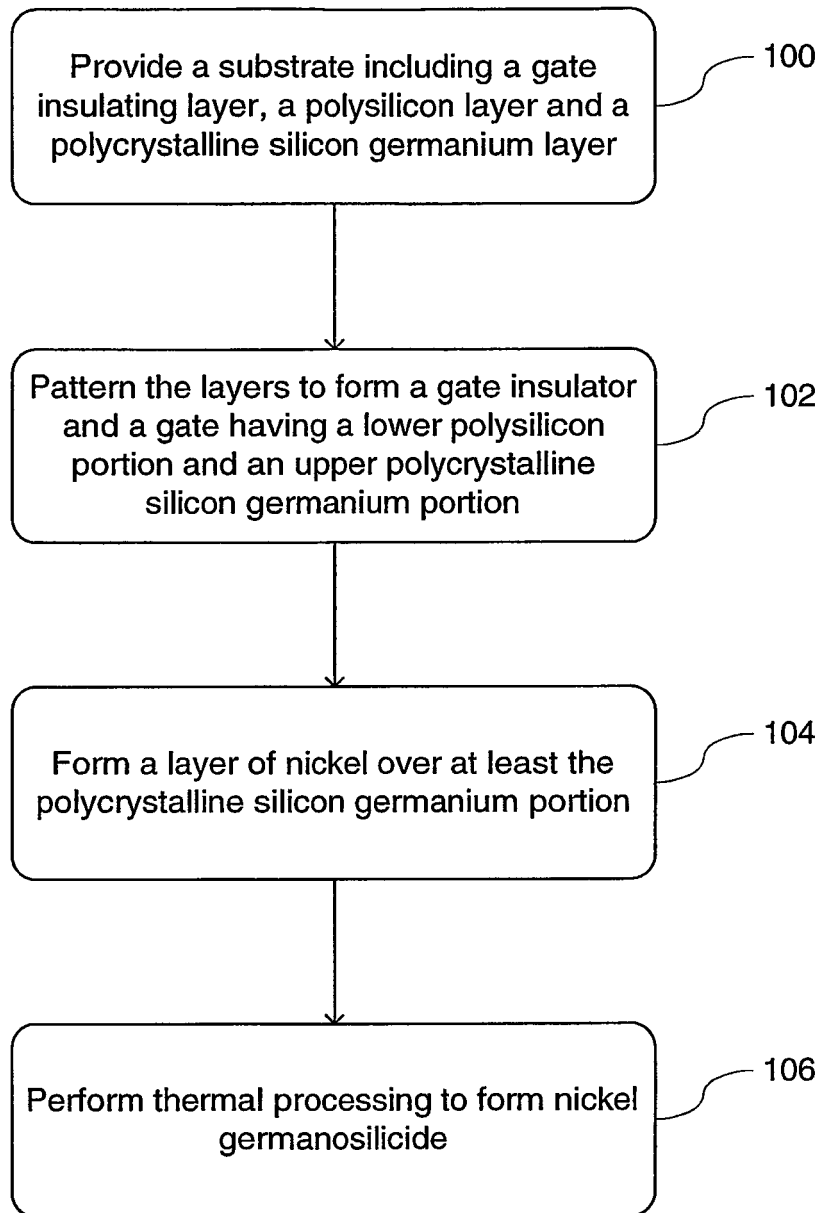 Provide a substrate including a gate
insulating layer, a polysilicon layer and a
polycrystalline silicon germanium layer
100
Pattern the layers to form a gate insulator
and a gate having a lower polysilicon
portion and an upper polycrystalline
silicon germanium portion
102
Form a layer of nickel over at least the
polycrystalline silicon germanium portion
104
Perform thermal processing to form nickel
germanosilicide
106